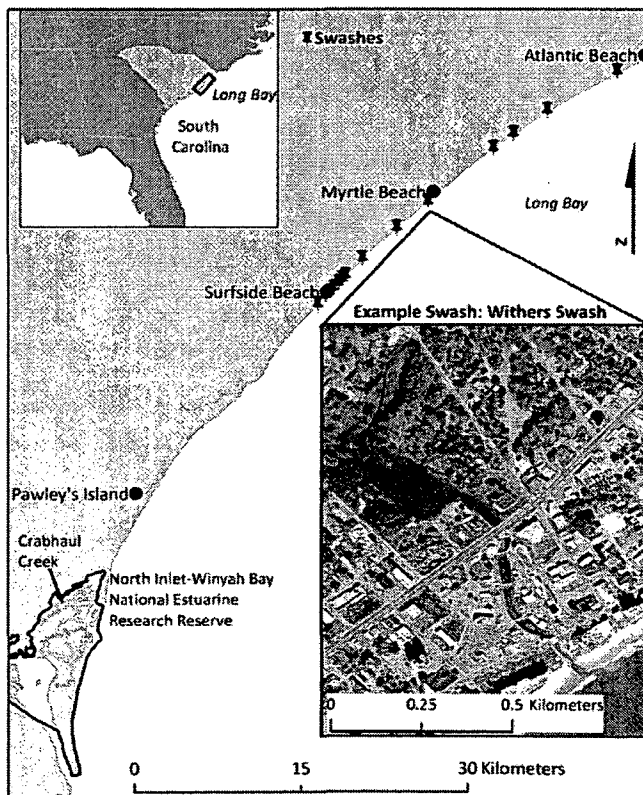 Swashes
Atlantic Beach
Long Bay
South
Carolina
Myrtle Beach
Long Bay
N
Surfside Beach
Example Swash: Withers Swash
Pawley's Island
Crabhaul
Creek
North Inlet-Winyah Bay
National Estuarine
Research Reserve
0 0.25 0.5 Kilometers
0 15 30 Kilometers